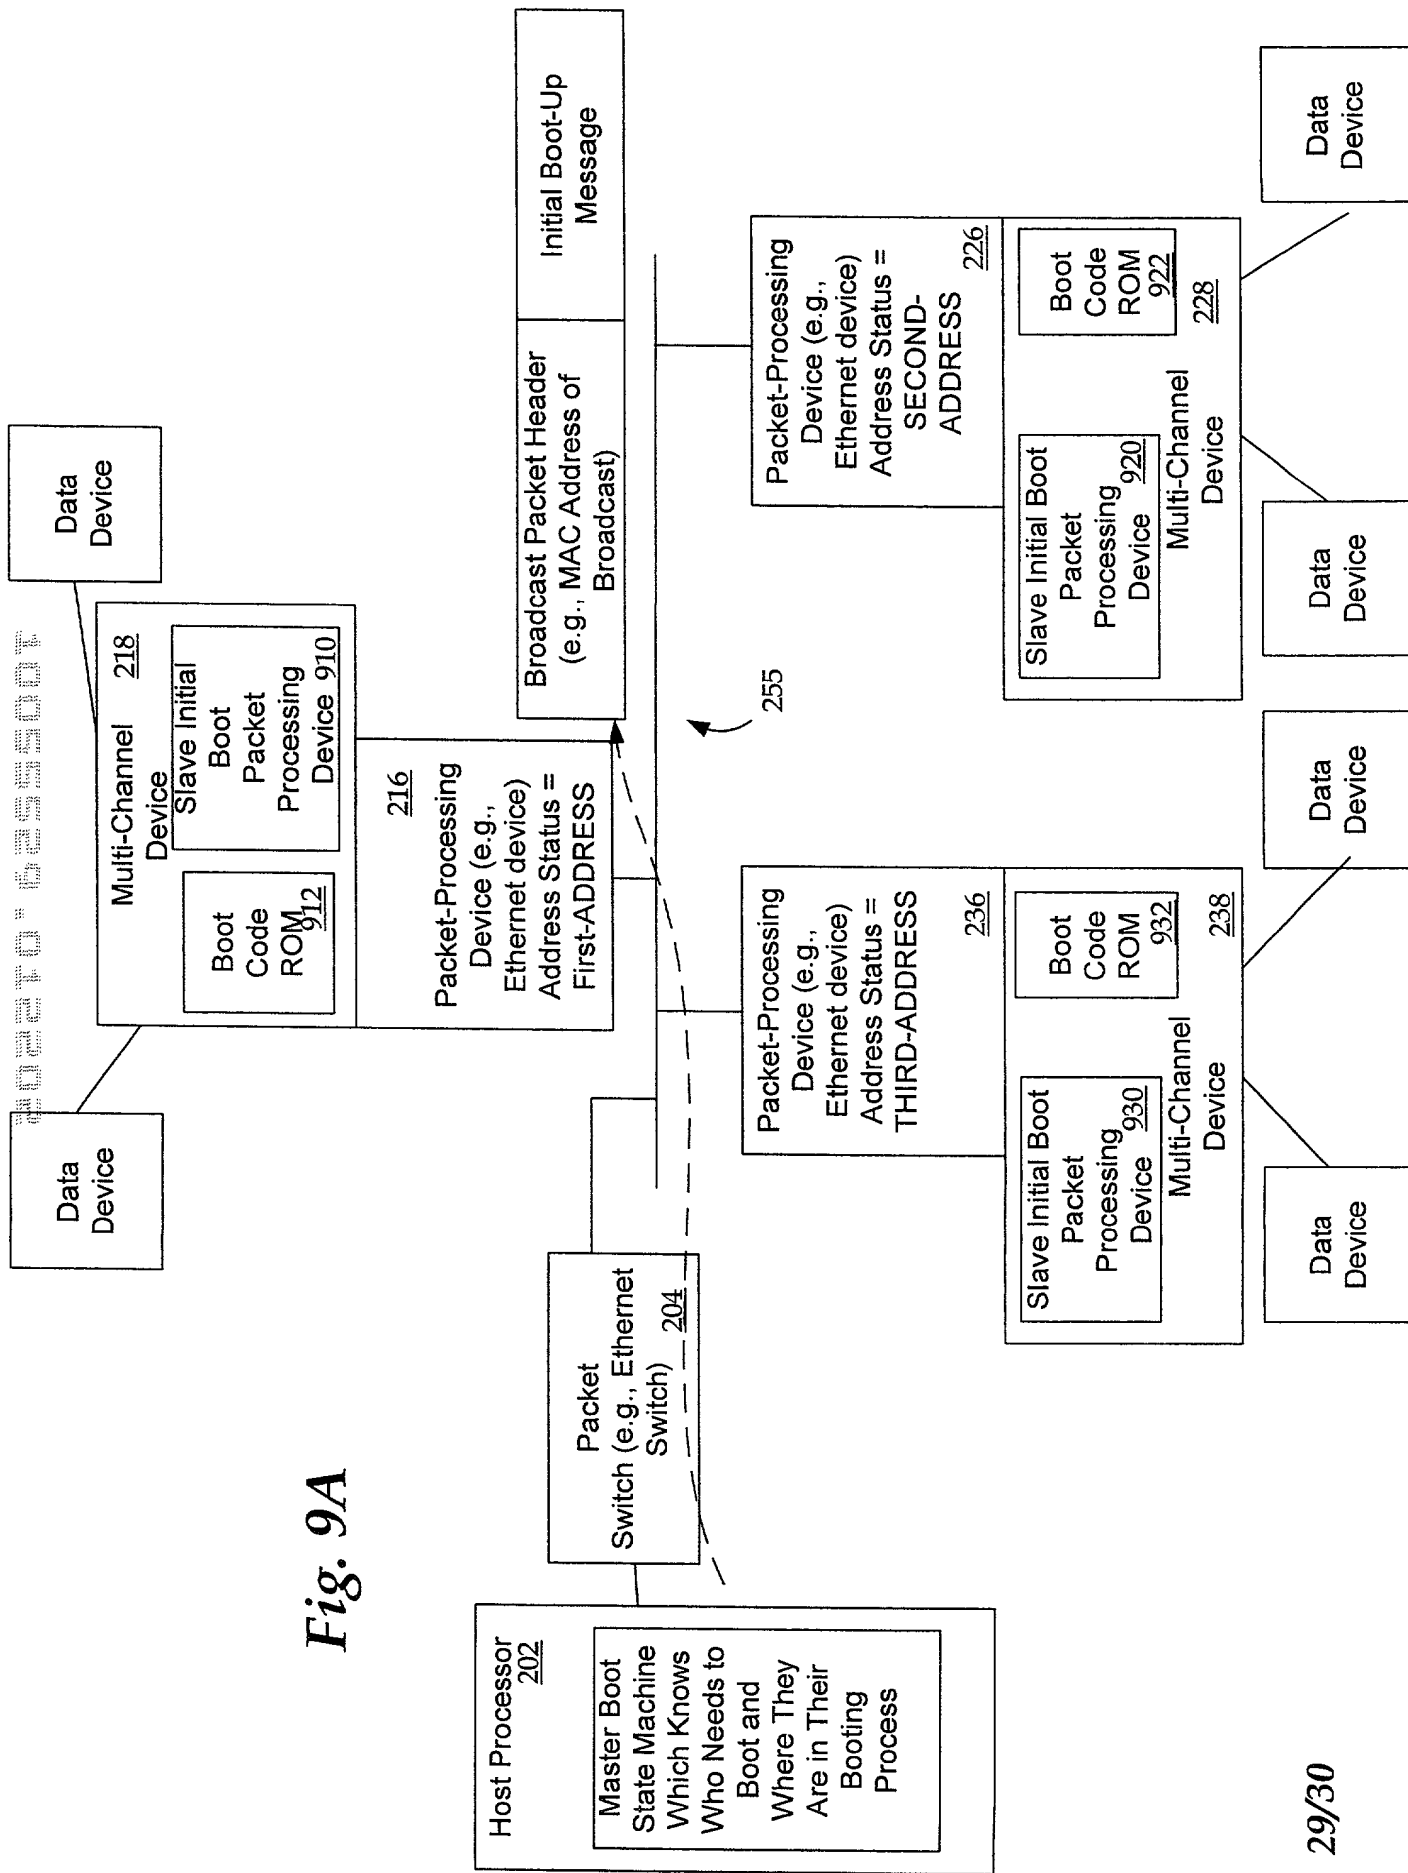 Fig. 9A
29/30
Host Processor
202
Master Boot
State Machine
Which Knows
Who Needs to
Boot and
Where They
Are in Their
Booting
Process
Packet
Switch (e.g., Ethernet
Switch)
204
Data
Device
Data
Device
Multi-Channel
Device
218
Boot
Code
ROM
912
Slave Initial
Boot
Packet
Processing
Device 910
216
Packet-Processing
Device (e.g.,
Ethernet device)
Address Status =
First-ADDRESS
Broadcast Packet Header
(e.g., MAC Address of
Broadcast)
Initial Boot-Up
Message
255
Packet-Processing
Device (e.g.,
Ethernet device)
Address Status =
THIRD-ADDRESS
236
Slave Initial Boot
Packet
Processing
Device 930
Boot
Code
ROM
932
Multi-Channel
Device
238
Data
Device
Data
Device
Packet-Processing
Device (e.g.,
Ethernet device)
Address Status =
SECOND-
ADDRESS
226
Slave Initial Boot
Packet
Processing
Device 920
Boot
Code
ROM
922
Multi-Channel
Device
228
Data
Device
Data
Device